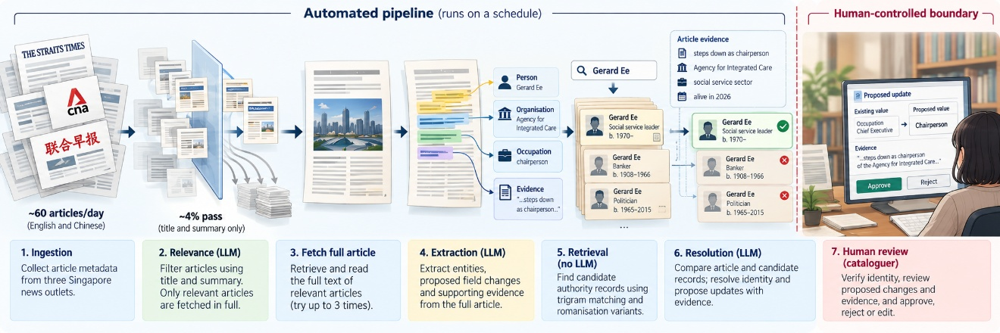 Automated pipeline (runs on a schedule)
Human-controlled boundary
THE STRAITS TIMES
cna
联合早报
~60 articles/day
(English and Chinese)
~4% pass
(title and summary only)
Person
Gerard Ee
Organisation
Agency for
Integrated Care
Occupation
chairperson
Evidence
"...steps down
as chairperson..."
Gerard Ee
Gerard Ee
Social service leader
b. 1970–
Gerard Ee
Banker
b. 1908–1966
Gerard Ee
Politician
b. 1965–2015
...
Article evidence
steps down as chairperson
Agency for Integrated Care
social service sector
alive in 2026
Gerard Ee
Social service leader
b. 1970–
Gerard Ee
Banker
b. 1908–1966
Gerard Ee
Politician
b. 1965–2015
Proposed update
Existing value
Occupation
Chief Executive
Proposed value
Chairperson
Evidence
"...steps down as chairperson
of the Agency for Integrated Care..."
Approve
Reject
1. Ingestion
Collect article metadata
from three Singapore
news outlets.
2. Relevance (LLM)
Filter articles using
title and summary.
Only relevant articles
are fetched in full.
3. Fetch full article
Retrieve and read
the full text of
relevant articles
(try up to 3 times).
4. Extraction (LLM)
Extract entities,
proposed field changes
and supporting evidence
from the full article.
5. Retrieval
(no LLM)
Find candidate
authority records using
trigram matching and
romanisation variants.
6. Resolution (LLM)
Compare article and candidate
records; resolve identity and
propose updates with
evidence.
7. Human review
(cataloguer)
Verify identity, review
proposed changes and
evidence, and approve,
reject or edit.